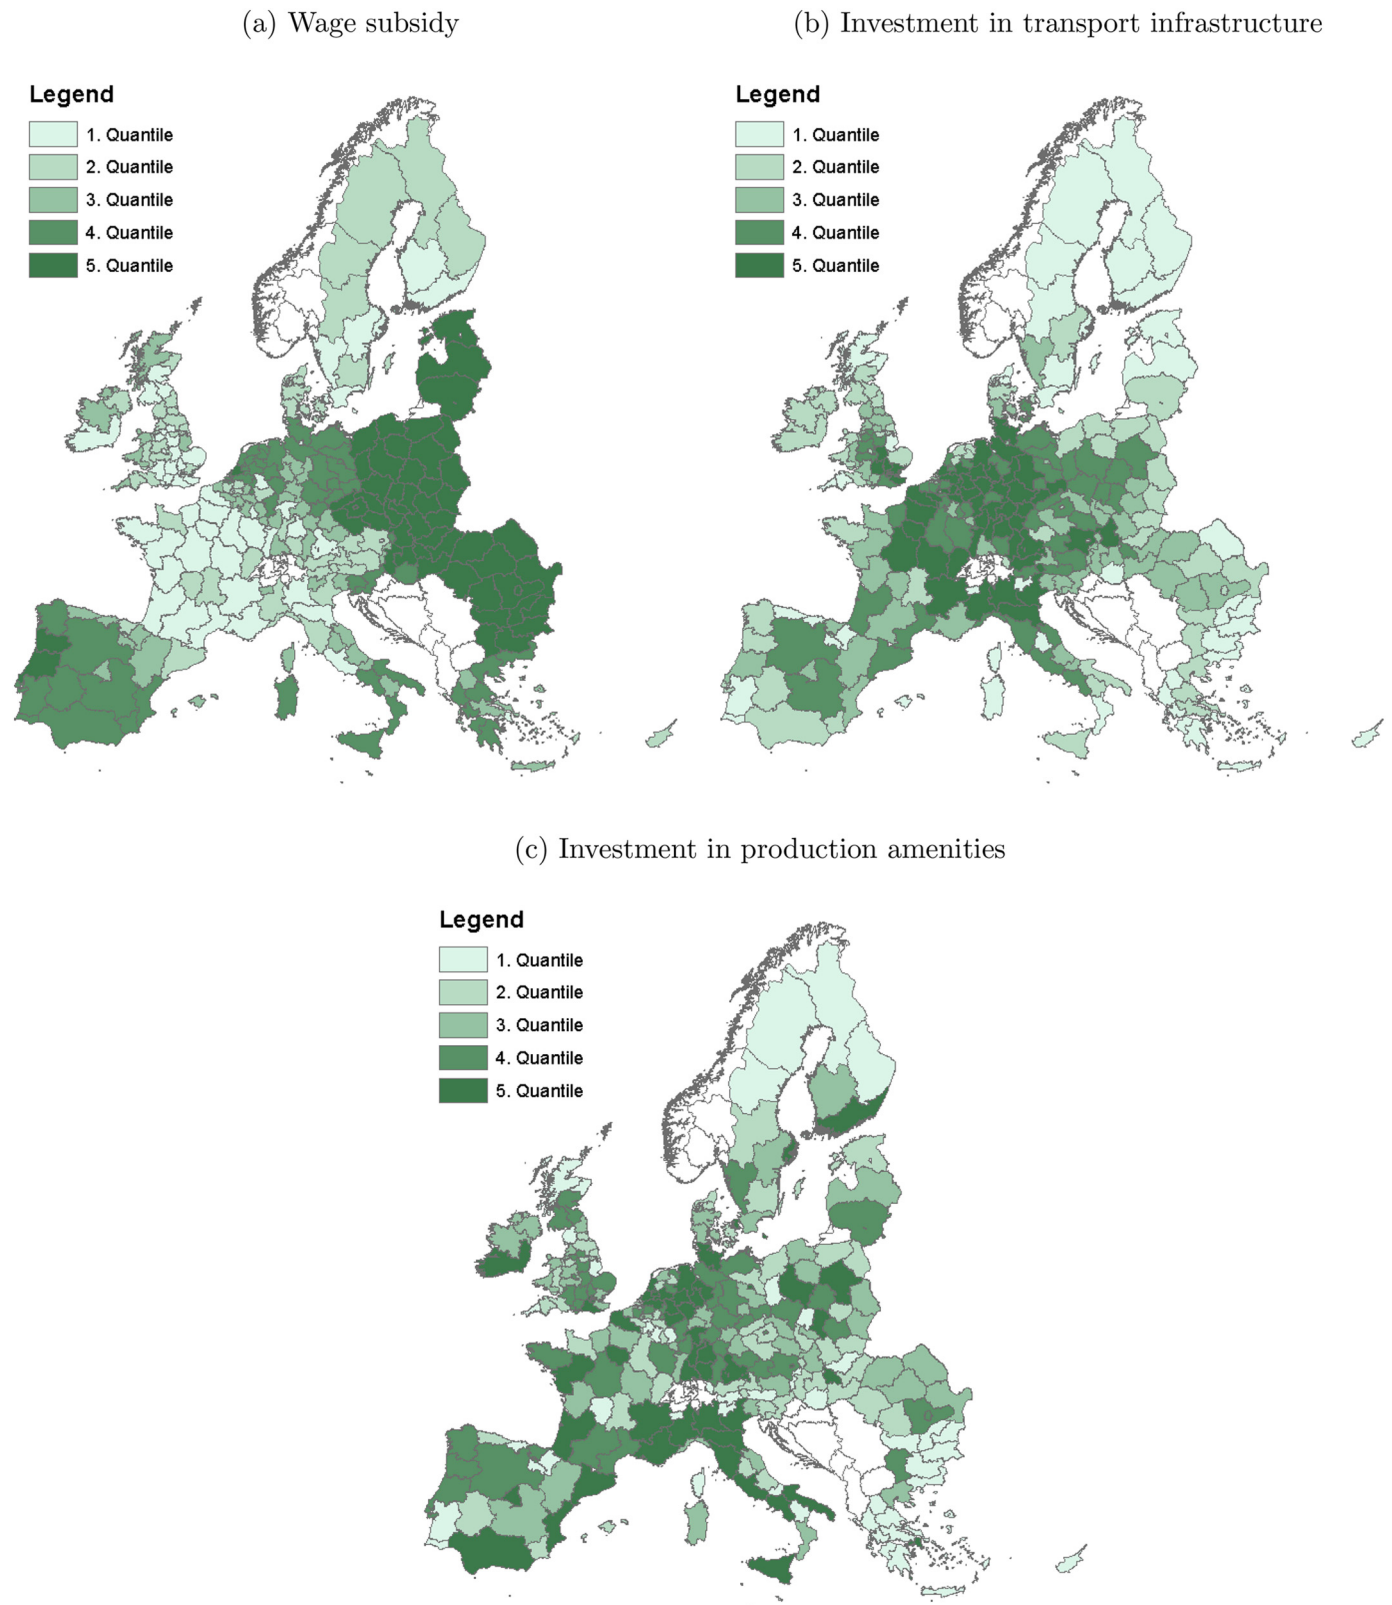 (a) Wage subsidy
(b) Investment in transport infrastructure
Legend
1. Quantile
2. Quantile
3. Quantile
4. Quantile
5. Quantile
Legend
1. Quantile
2. Quantile
3. Quantile
4. Quantile
5. Quantile
(c) Investment in production amenities
Legend
1. Quantile
2. Quantile
3. Quantile
4. Quantile
5. Quantile